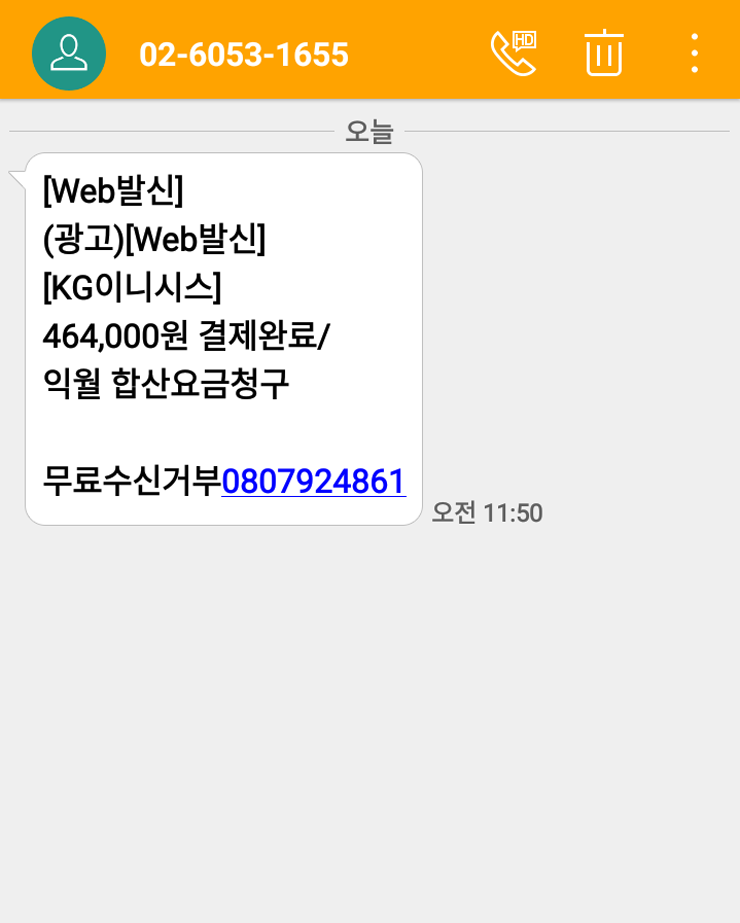 02-6053-1655
HD
오늘
[Web발신]
(광고)[Web발신]
[KG이니시스]
464,000원 결제완료/
익월 합산요금청구
무료수신거부0807924861
오전 11:50